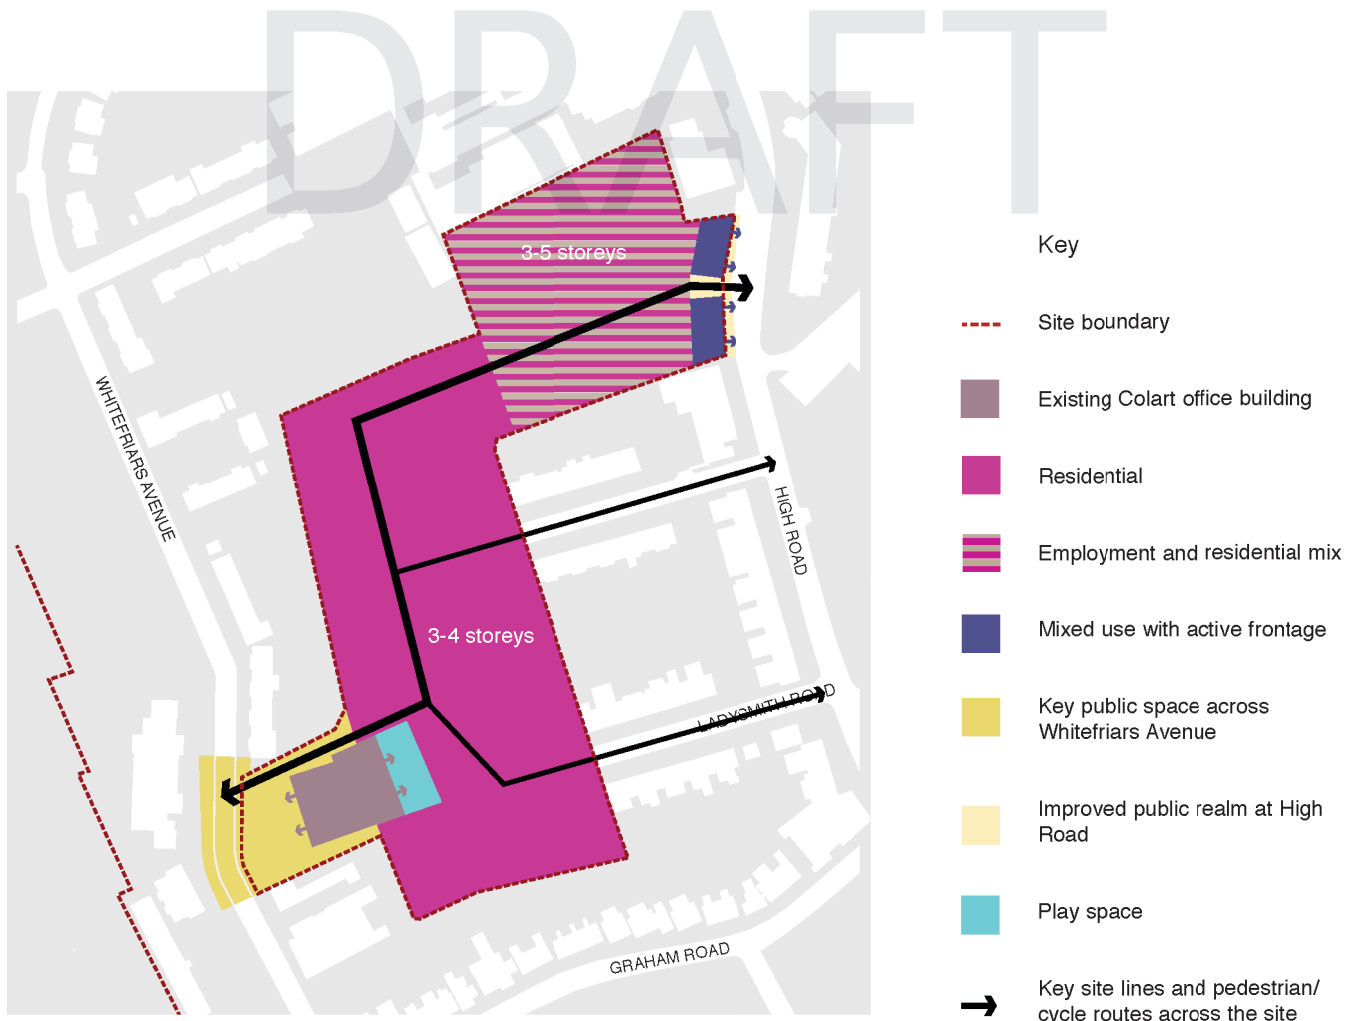 DRAFT
3-5 storeys
Key
Site boundary
WHITEFRIARS AVENUE
Existing Colart office building
Residential
HIGH ROAD
Employment and residential mix
3-4 storeys
Mixed use with active frontage
LADYSMITH ROAD
Key public space across
Whitefriars Avenue
Improved public realm at High
Road
Play space
GRAHAM ROAD
Key site lines and pedestrian/
cycle routes across the site